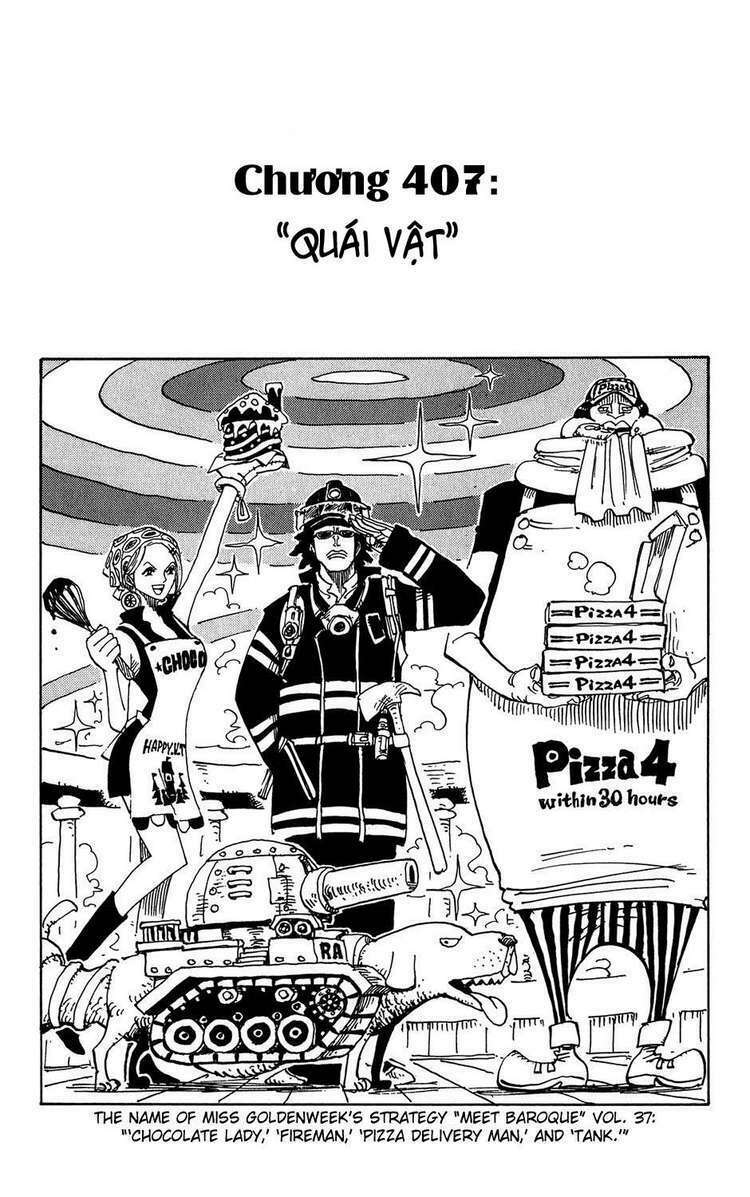 Chương 407:
“QUÁI VẬT”
Pizza4
★CHOCO
HAPPY.V.T
=PIZZA4=
=PIZZA4=
=PIZZA4=
=PIZZA4=
Pizza4
within 30 hours
RA
THE NAME OF MISS GOLDENWEEK'S STRATEGY “MEET BAROQUE” VOL. 37:
“‘CHOCOLATE LADY,’ ‘FIREMAN,’ ‘PIZZA DELIVERY MAN,’ AND ‘TANK.’”